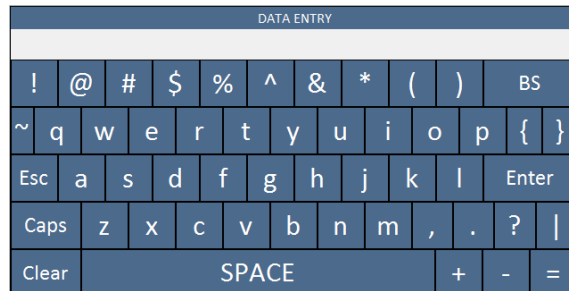 DATA ENTRY
! @ # $ % ^ & * ( ) BS
~ q w e r t y u i o p { }
Esc a s d f g h j k l Enter
Caps z x c v b n m , . ? |
Clear SPACE + - =